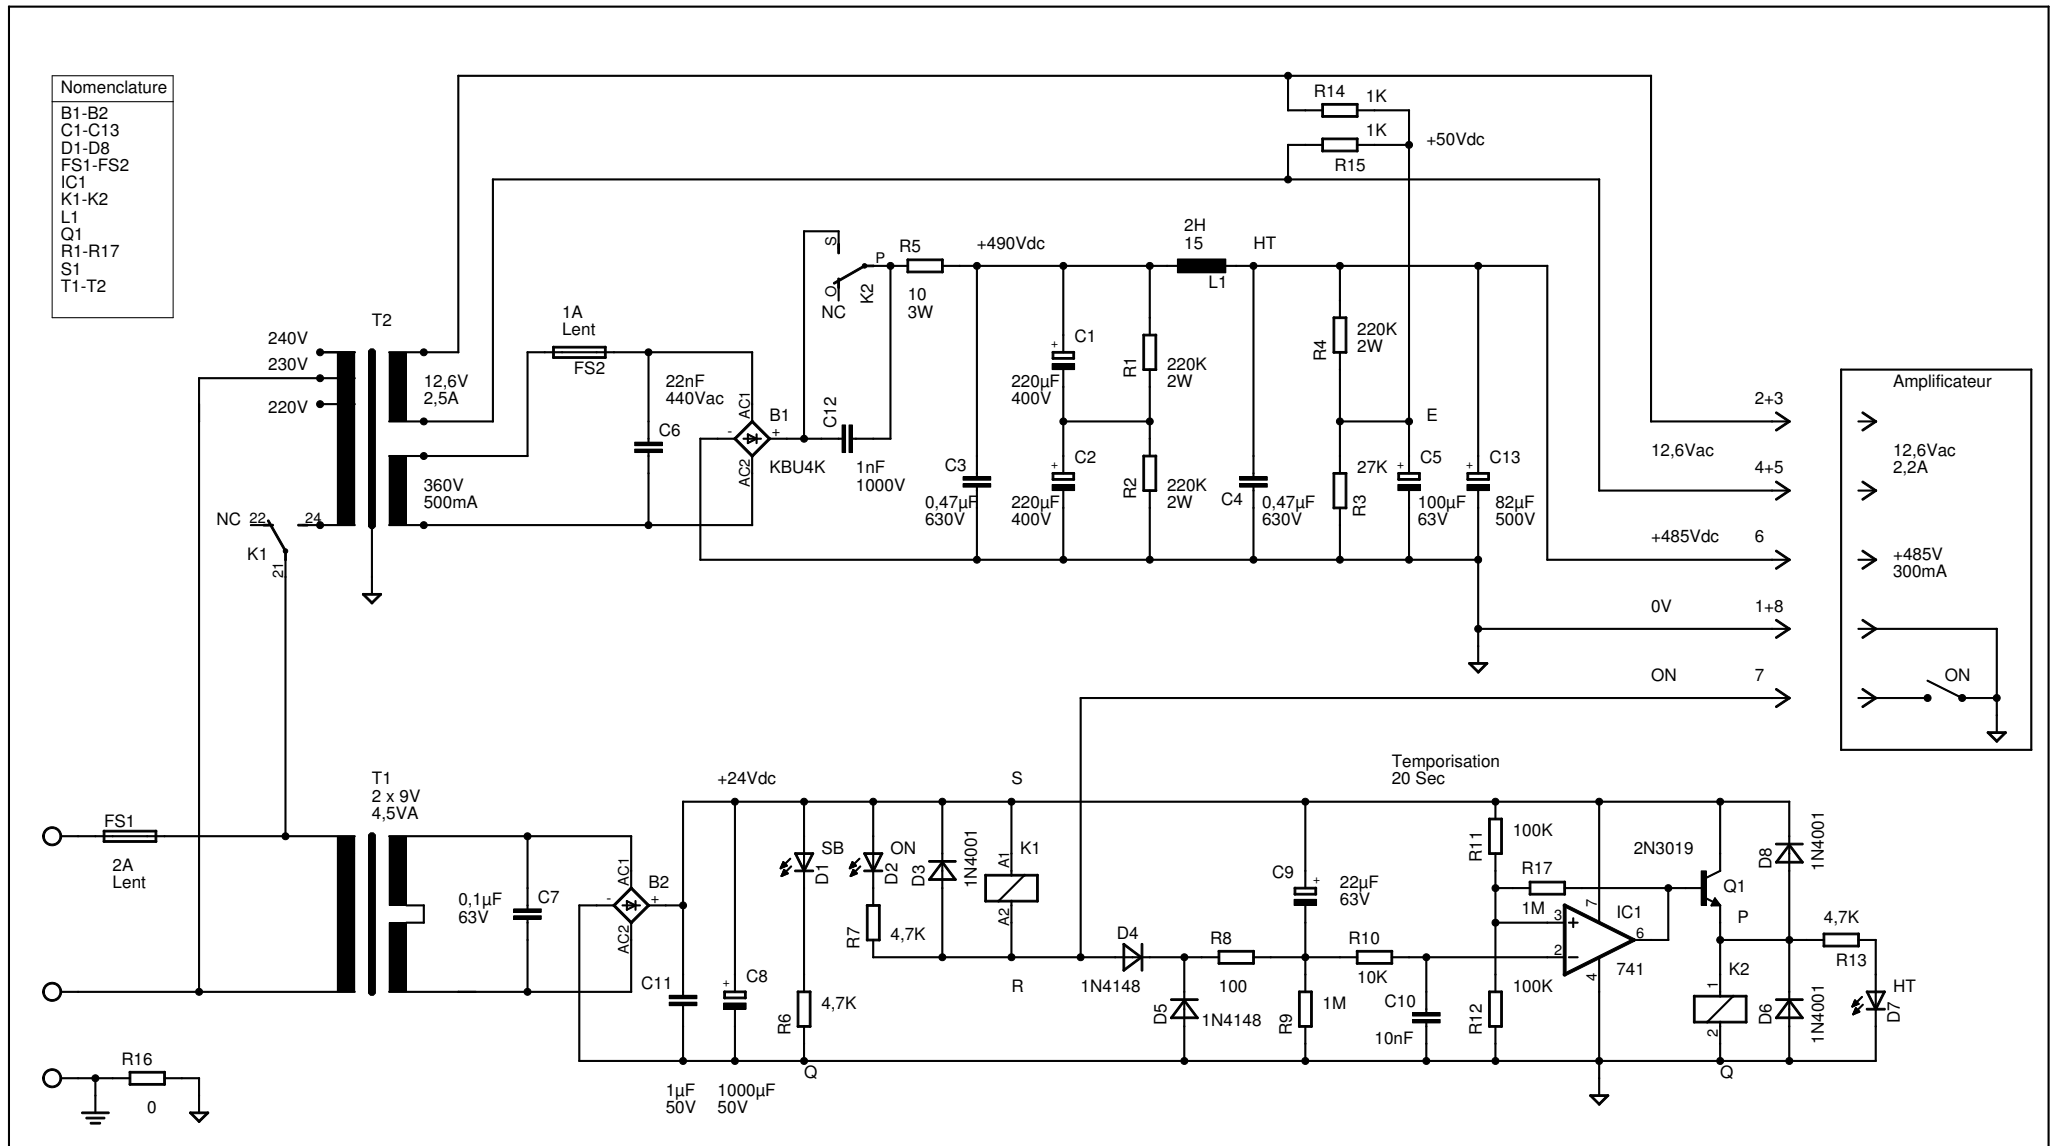 Nomenclature
B1-B2
C1-C13
D1-D8
FS1-FS2
IC1
K1-K2
L1
Q1
R1-R17
S1
T1-T2
R14
1K
1K
R15
+50Vdc
2H
15
L1
HT
+490Vdc
S
P
O
NC
K2
R5
10
3W
T2
240V
230V
220V
12,6V
2,5A
360V
500mA
1A
Lent
FS2
22nF
440Vac
C6
AC1
AC2
-
+
B1
KBU4K
C12
1nF
1000V
C3
0,47µF
630V
+
C1
220µF
400V
+
C2
220µF
400V
R1
220K
2W
R2
220K
2W
C4
0,47µF
630V
R4
220K
2W
E
27K
R3
+
C5
100µF
63V
+
C13
82µF
500V
NC
22
24
K1
21
2+3
12,6Vac
4+5
+485Vdc
6
0V
1+8
ON
7
Amplificateur
12,6Vac
2,2A
+485V
300mA
ON
FS1
2A
Lent
T1
2 x 9V
4,5VA
0,1µF
63V
C7
AC1
AC2
-
+
B2
+24Vdc
C11
1µF
50V
+
C8
1000µF
50V
SB
D1
R6
4,7K
Q
ON
D2
R7
4,7K
D3
1N4001
S
A1
K1
A2
R
D4
1N4148
D5
1N4148
R8
100
C9
+
22µF
63V
R9
1M
R10
10K
C10
10nF
Temporisation
20 Sec
R11
100K
R17
1M
R12
100K
3
+
2
-
7
4
6
IC1
741
2N3019
Q1
P
K2
1
2
Q
D8
1N4001
D6
1N4001
4,7K
R13
HT
D7
R16
0